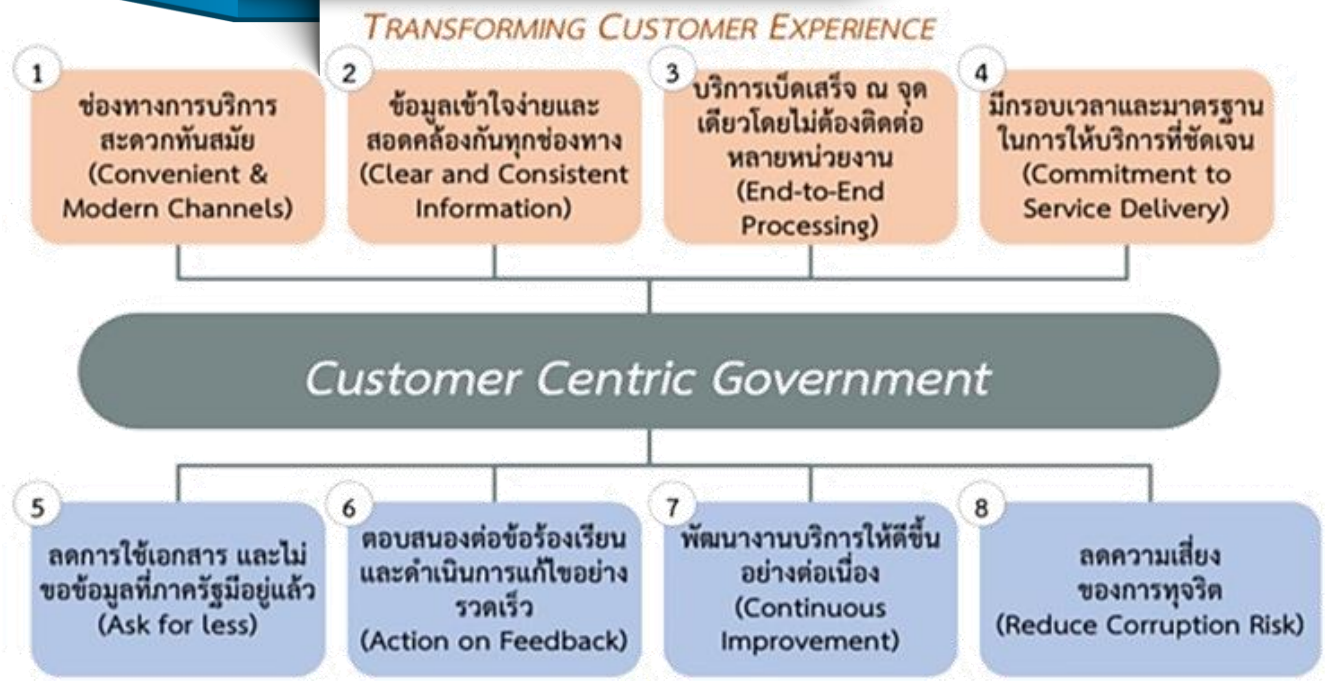 TRANSFORMING CUSTOMER EXPERIENCE
1
ช่องทางการบริการ
สะดวกทันสมัย
(Convenient &
Modern Channels)
2
ข้อมูลเข้าใจง่ายและ
สอดคล้องกันทุกช่องทาง
(Clear and Consistent
Information)
3
บริการเบ็ดเสร็จ ณ จุด
เดียวโดยไม่ต้องติดต่อ
หลายหน่วยงาน
(End-to-End
Processing)
4
มีกรอบเวลาและมาตรฐาน
ในการให้บริการที่ชัดเจน
(Commitment to
Service Delivery)
Customer Centric Government
5
ลดการใช้เอกสาร และไม่
ขอข้อมูลที่ภาครัฐมีอยู่แล้ว
(Ask for less)
6
ตอบสนองต่อข้อร้องเรียน
และดำเนินการแก้ไขอย่าง
รวดเร็ว
(Action on Feedback)
7
พัฒนางานบริการให้ดีขึ้น
อย่างต่อเนื่อง
(Continuous
Improvement)
8
ลดความเสี่ยง
ของการทุจริต
(Reduce Corruption Risk)